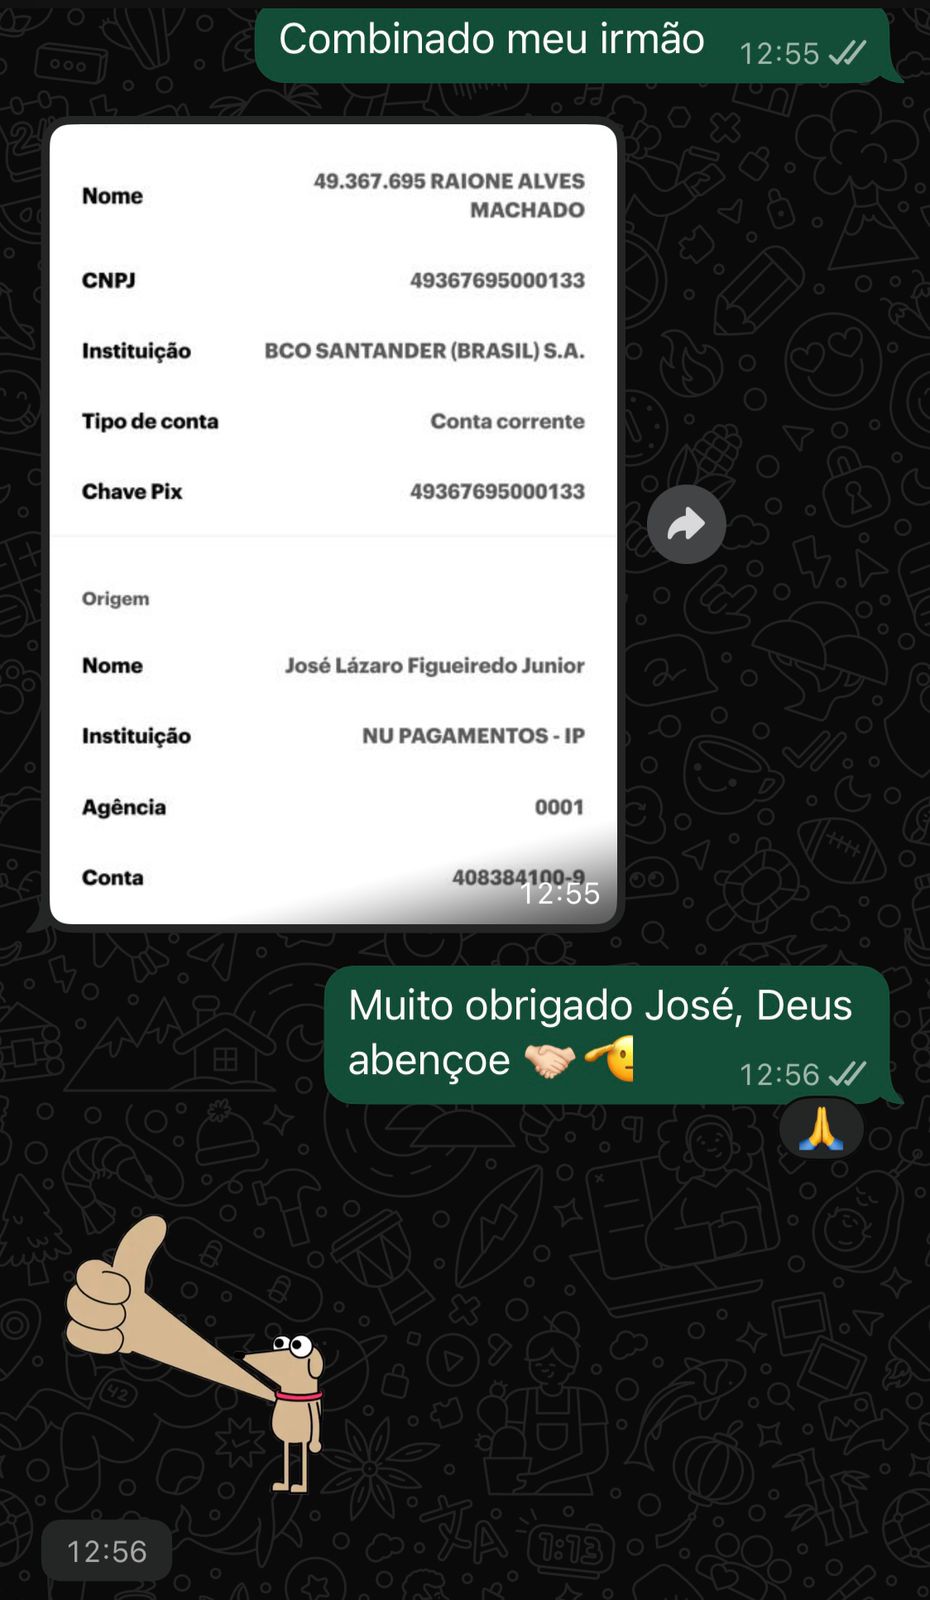 Combinado meu irmão
12:55
Nome 49.367.695 RAIONE ALVES
MACHADO
CNPJ 49367695000133
Instituição BCO SANTANDER (BRASIL) S.A.
Tipo de conta Conta corrente
Chave Pix 49367695000133
Origem
Nome José Lázaro Figueiredo Junior
Instituição NU PAGAMENTOS - IP
Agência 0001
Conta 408384100-9
12:55
Muito obrigado José, Deus
abençoe 🤝🏻🫡
12:56
🙏
12:56